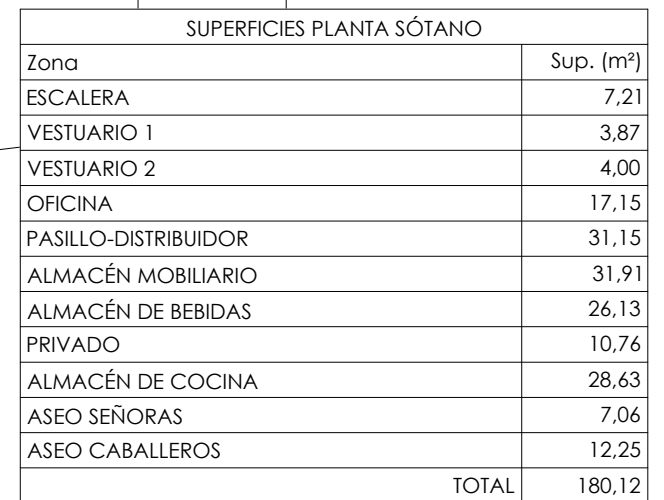 SUPERFICIES PLANTA SÓTANO
Zona Sup. (m²)
ESCALERA 7,21
VESTUARIO 1 3,87
VESTUARIO 2 4,00
OFICINA 17,15
PASILLO-DISTRIBUIDOR 31,15
ALMACÉN MOBILIARIO 31,91
ALMACÉN DE BEBIDAS 26,13
PRIVADO 10,76
ALMACÉN DE COCINA 28,63
ASEO SEÑORAS 7,06
ASEO CABALLEROS 12,25
TOTAL 180,12